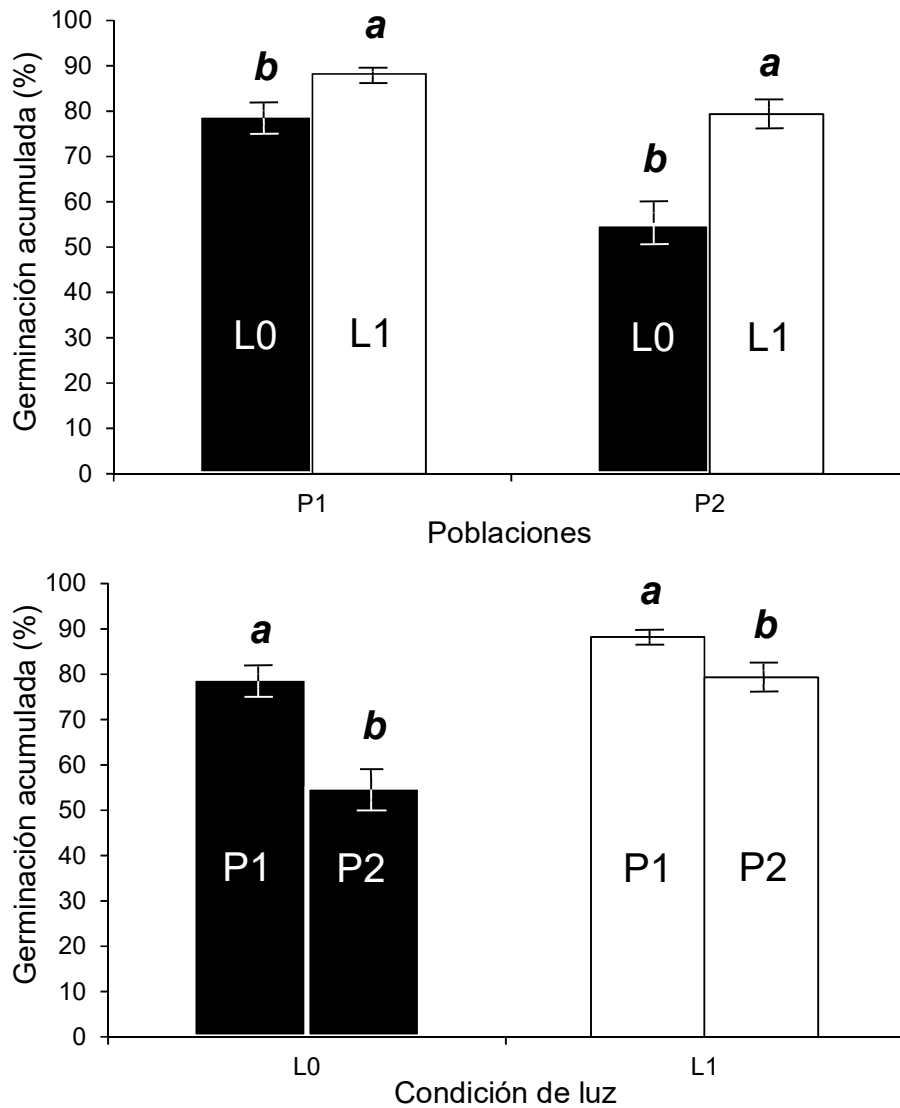 Germinación acumulada (%)
100
90
80
70
60
50
40
30
20
10
0
b
a
b
a
L0
L1
L0
L1
P1
P2
Poblaciones
Germinación acumulada (%)
100
90
80
70
60
50
40
30
20
10
0
a
b
a
b
P1
P2
P1
P2
L0
L1
Condición de luz